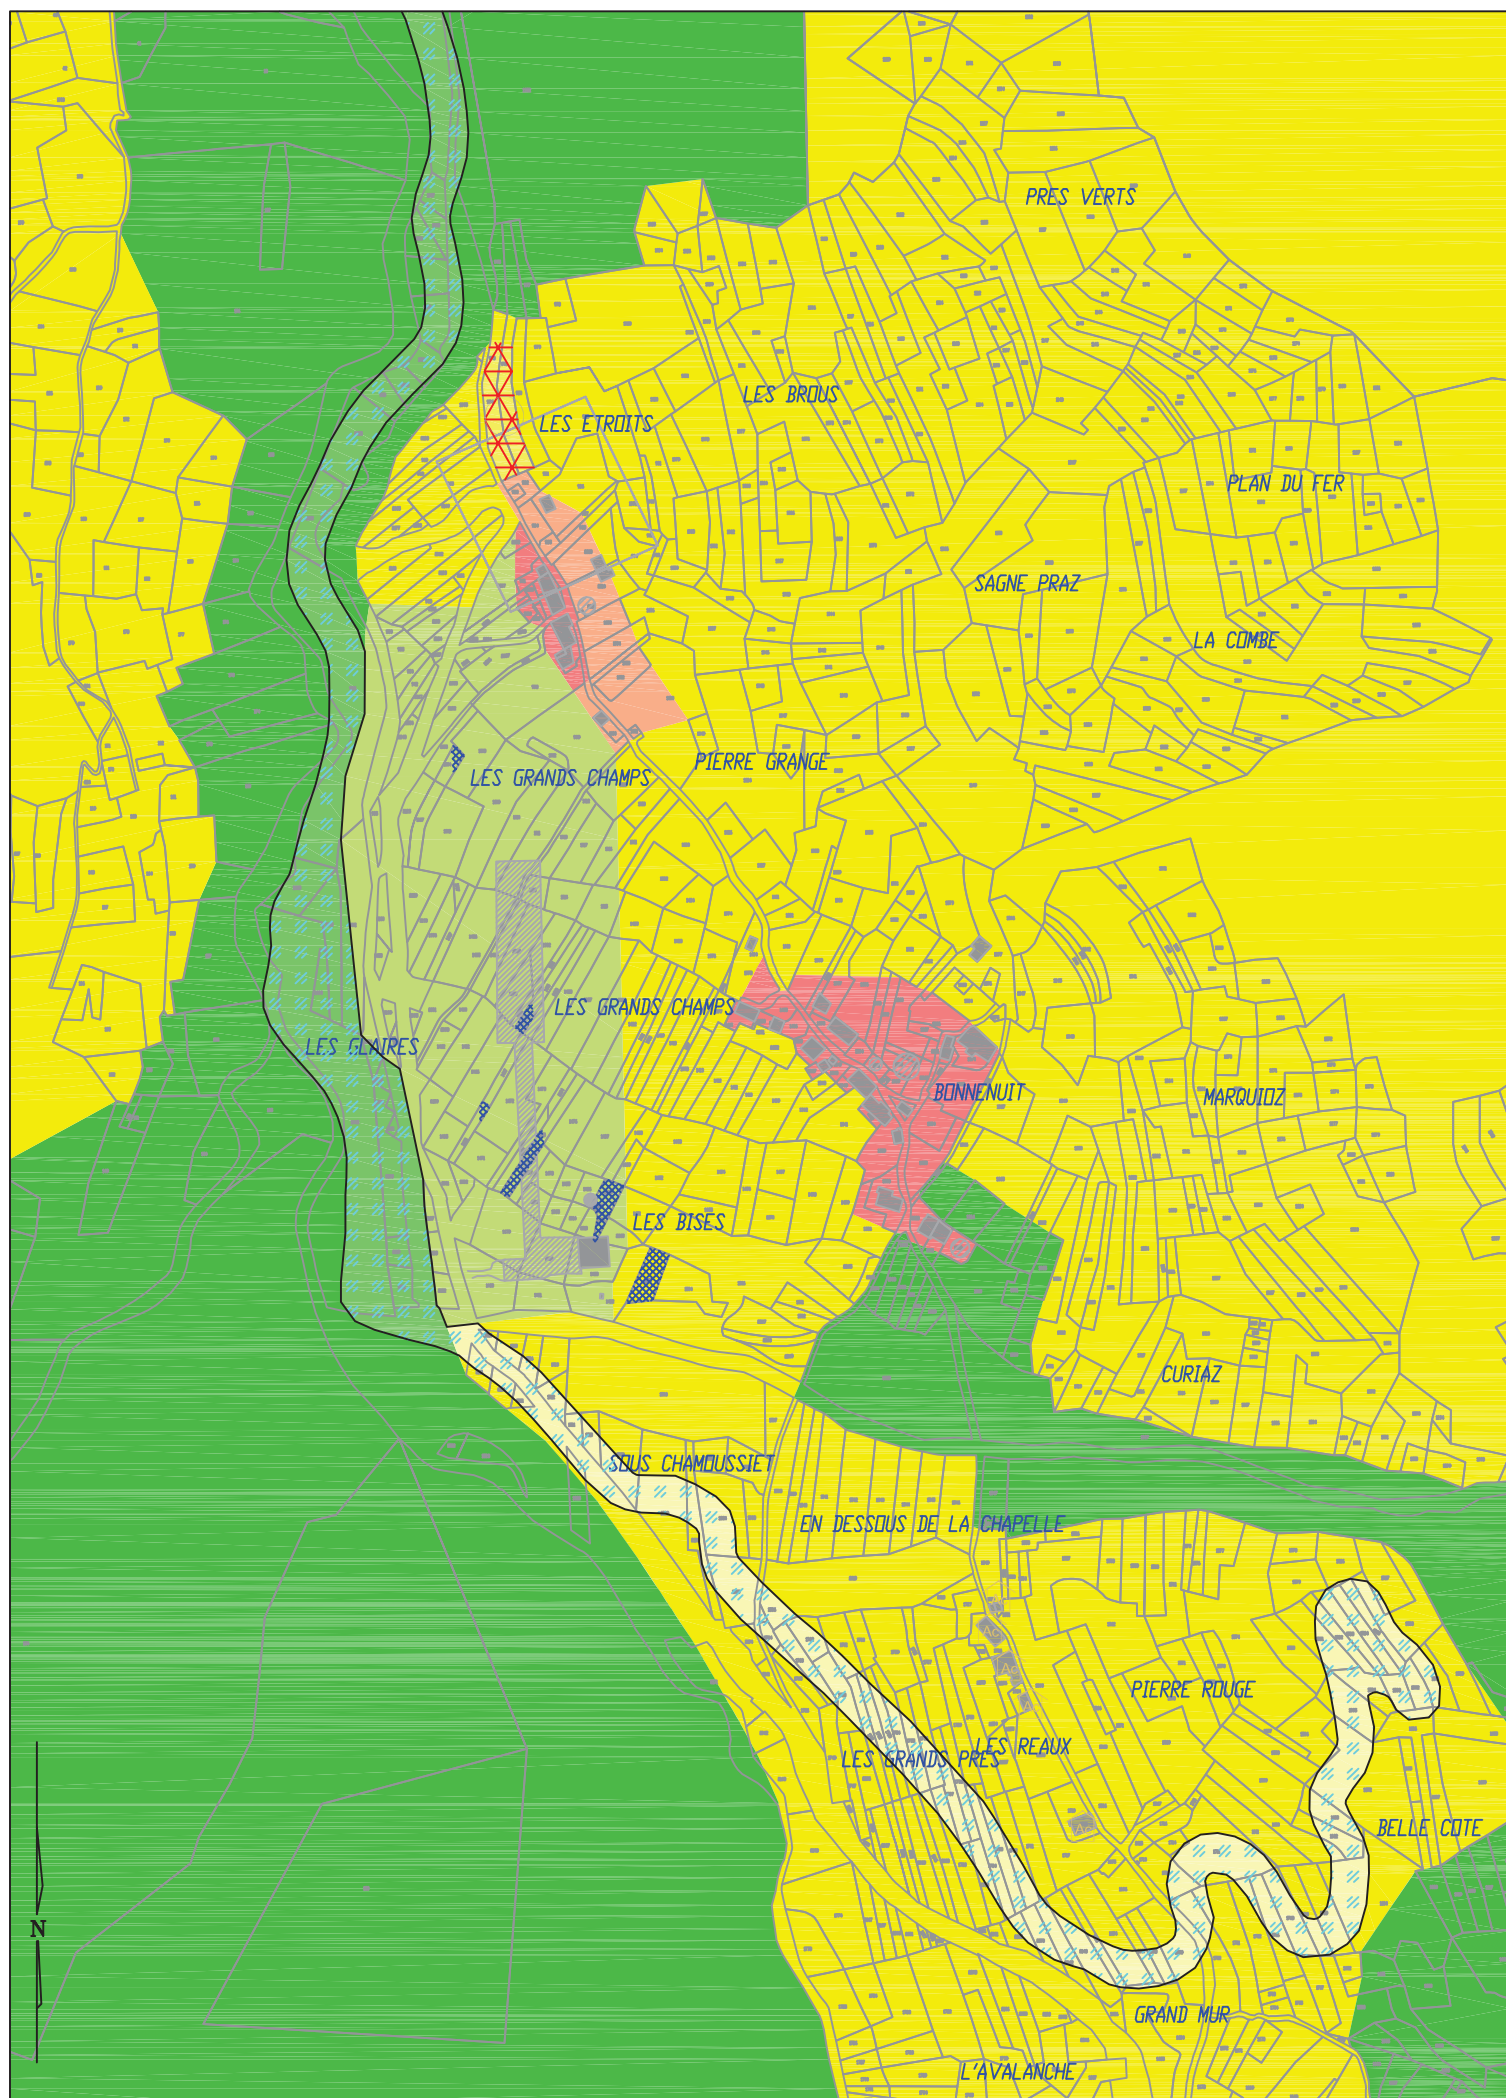 PRES VERTS
LES BROUS
LES ETROITS
PLAN DU FER
SAGNE PRAZ
LA COMBE
PIERRE GRANGE
LES GRANDS CHAMPS
LES GRANDS CHAMPS
LES GLAIRES
BONNENUIT
MARQUIOZ
LES BISES
CURIAZ
SOUS CHAMOUSSIET
EN DESSOUS DE LA CHAPELLE
PIERRE ROUGE
LES REAUX
LES GRANDS PRES
BELLE COTE
N
GRAND MUR
L'AVALANCHE